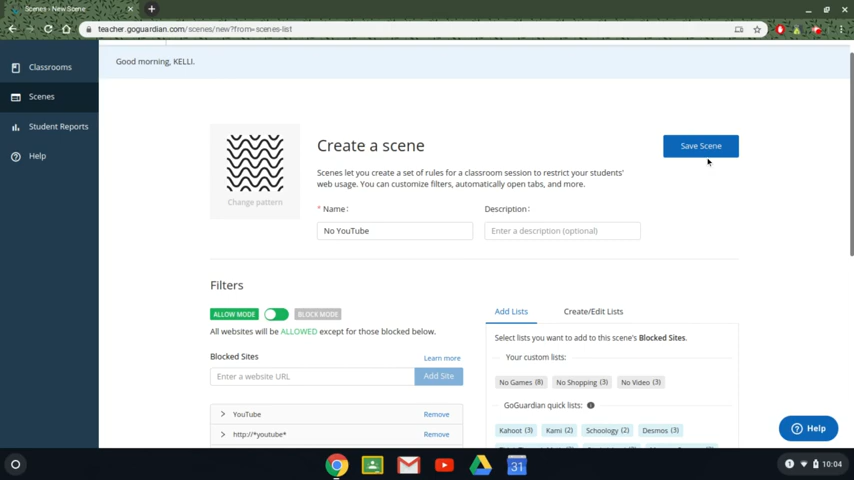 Scenes - New Scene
teacher.goguardian.com/scenes/new?from=scenes-list
Classrooms
Scenes
Student Reports
Help
Good morning, KELLI.
Change pattern
Create a scene
Save Scene
Scenes let you create a set of rules for a classroom session to restrict your students'
web usage. You can customize filters, automatically open tabs, and more.
* Name:
Description:
No YouTube
Enter a description (optional)
Filters
ALLOW MODE
BLOCK MODE
All websites will be ALLOWED except for those blocked below.
Blocked Sites
Learn more
Enter a website URL
Add Site
YouTube
Remove
http://*youtube*
Remove
Add Lists
Create/Edit Lists
Select lists you want to add to this scene's Blocked Sites.
Your custom lists:
No Games (8)
No Shopping (3)
No Video (3)
GoGuardian quick lists:
Kahoot (3)
Kami (2)
Schoology (2)
Desmos (3)
Help
31
1
10:04